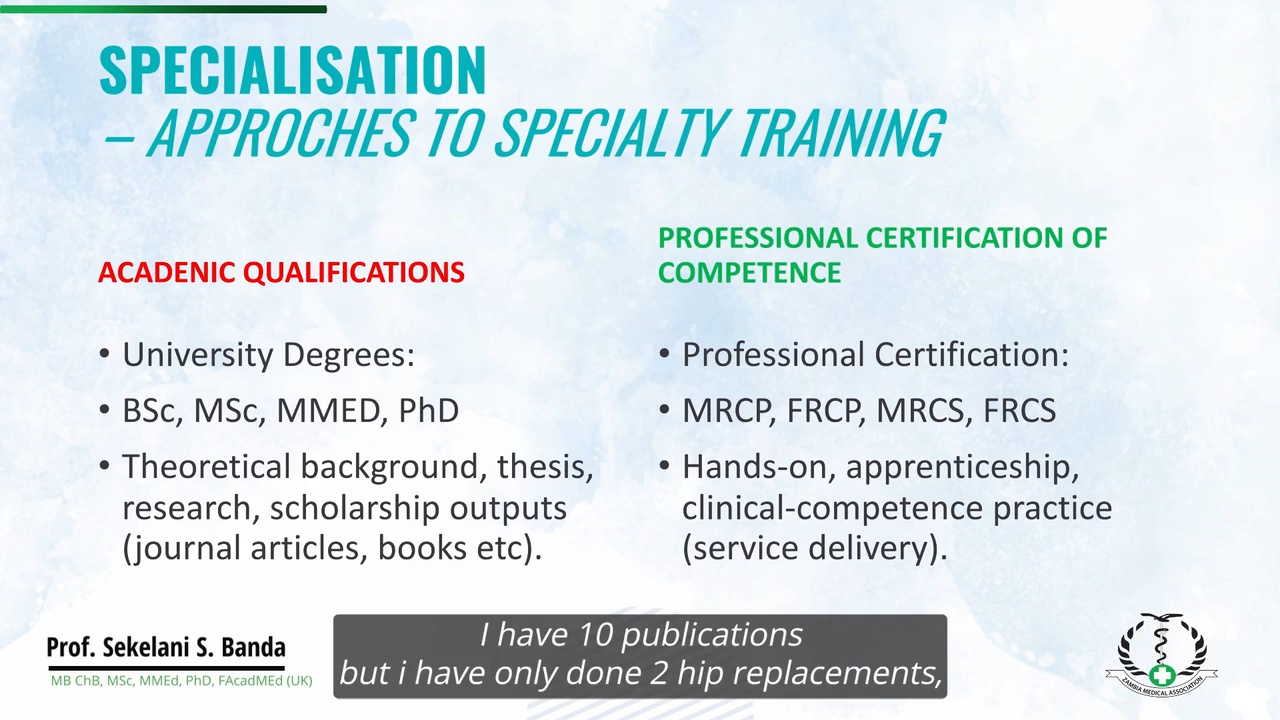 SPECIALISATION
– APPROCHES TO SPECIALTY TRAINING
ACADENIC QUALIFICATIONS
• University Degrees:
• BSc, MSc, MMED, PhD
• Theoretical background, thesis,
research, scholarship outputs
(journal articles, books etc).
PROFESSIONAL CERTIFICATION OF
COMPETENCE
• Professional Certification:
• MRCP, FRCP, MRCS, FRCS
• Hands-on, apprenticeship,
clinical-competence practice
(service delivery).
Prof. Sekelani S. Banda
MB ChB, MSc, MMEd, PhD, FAcadMEd (UK)
I have 10 publications
but i have only done 2 hip replacements,
ZAMBIA MEDICAL ASSOCIATION